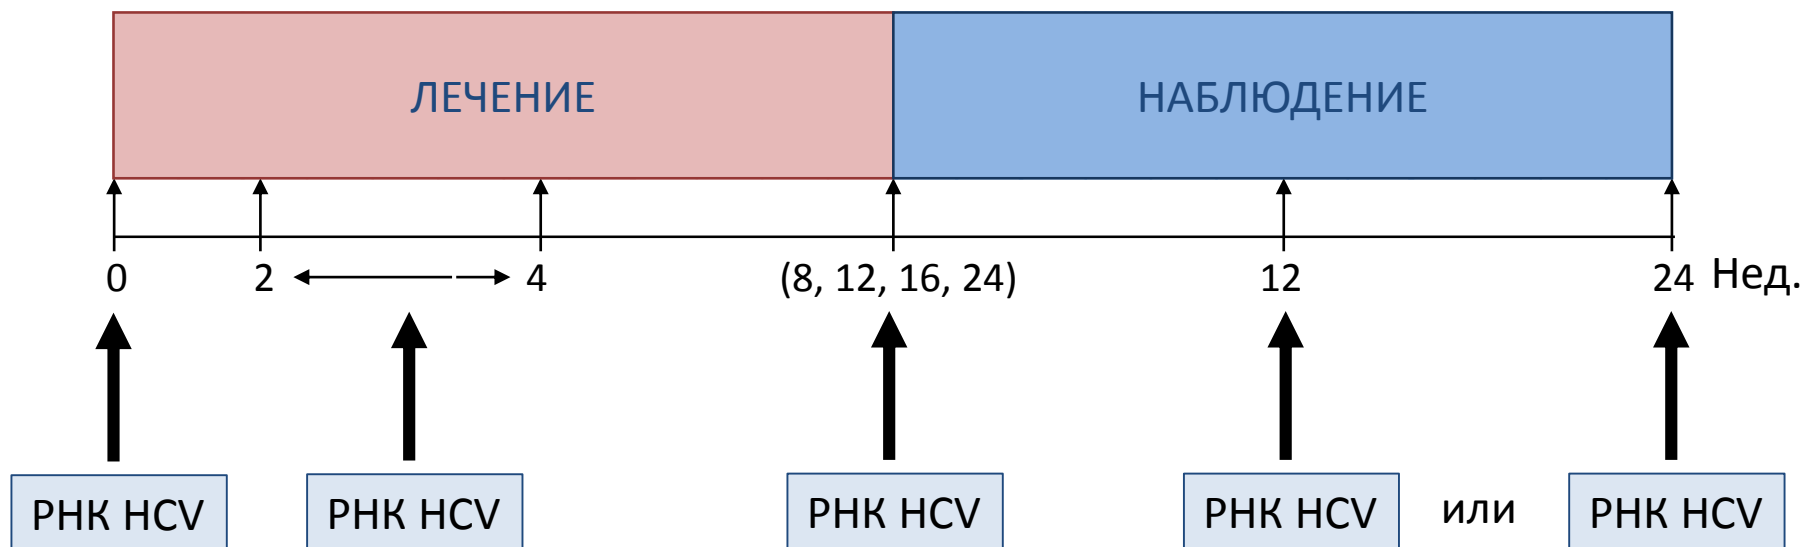 ЛЕЧЕНИЕ НАБЛЮДЕНИЕ
0 2 4 (8, 12, 16, 24) 12 24 Нед.
РНК HCV РНК HCV РНК HCV РНК HCV или РНК HCV